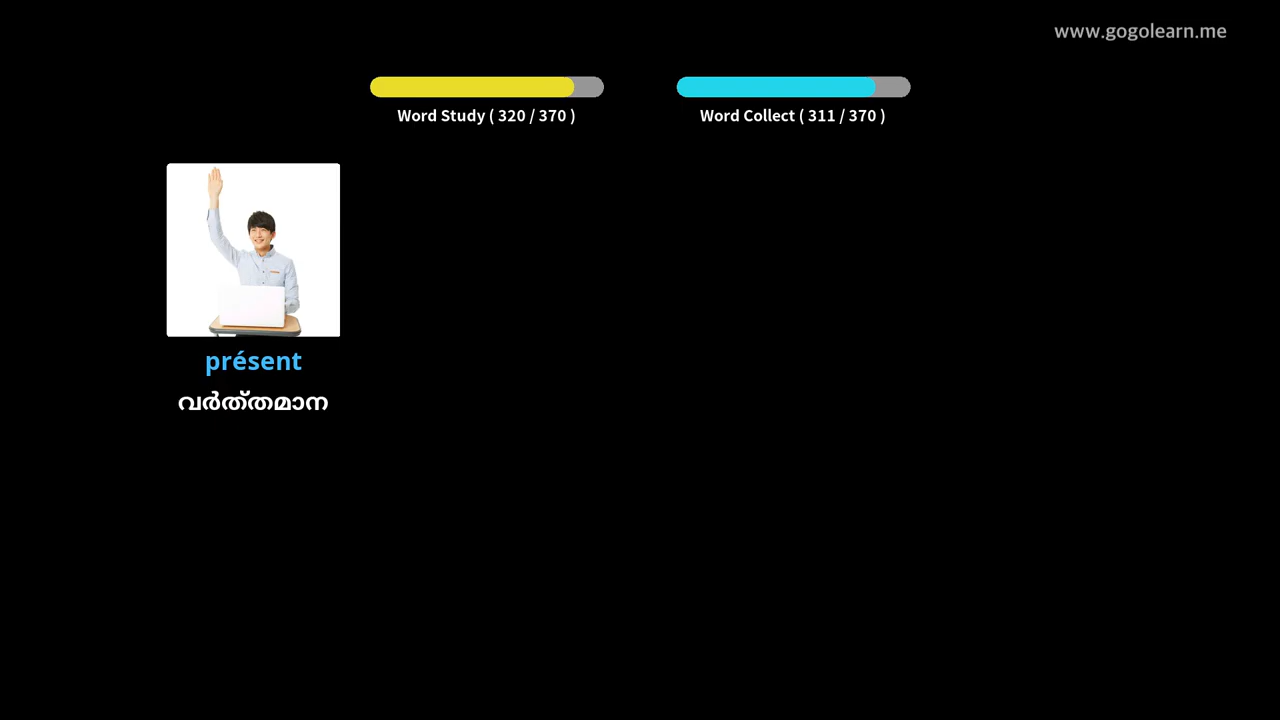 www.gogolearn.me
Word Study ( 320 / 370 )
Word Collect ( 311 / 370 )
présent
വർത്തമാന